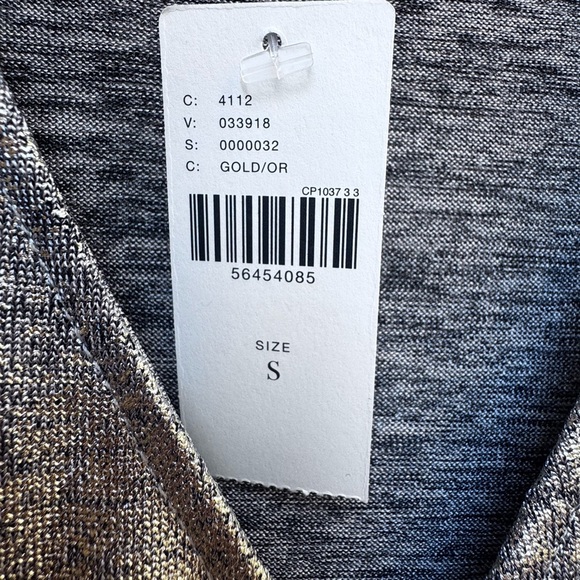 C: 4112
V: 033918
S: 0000032
C: GOLD/OR
CP1037 3 3
56454085
SIZE
S